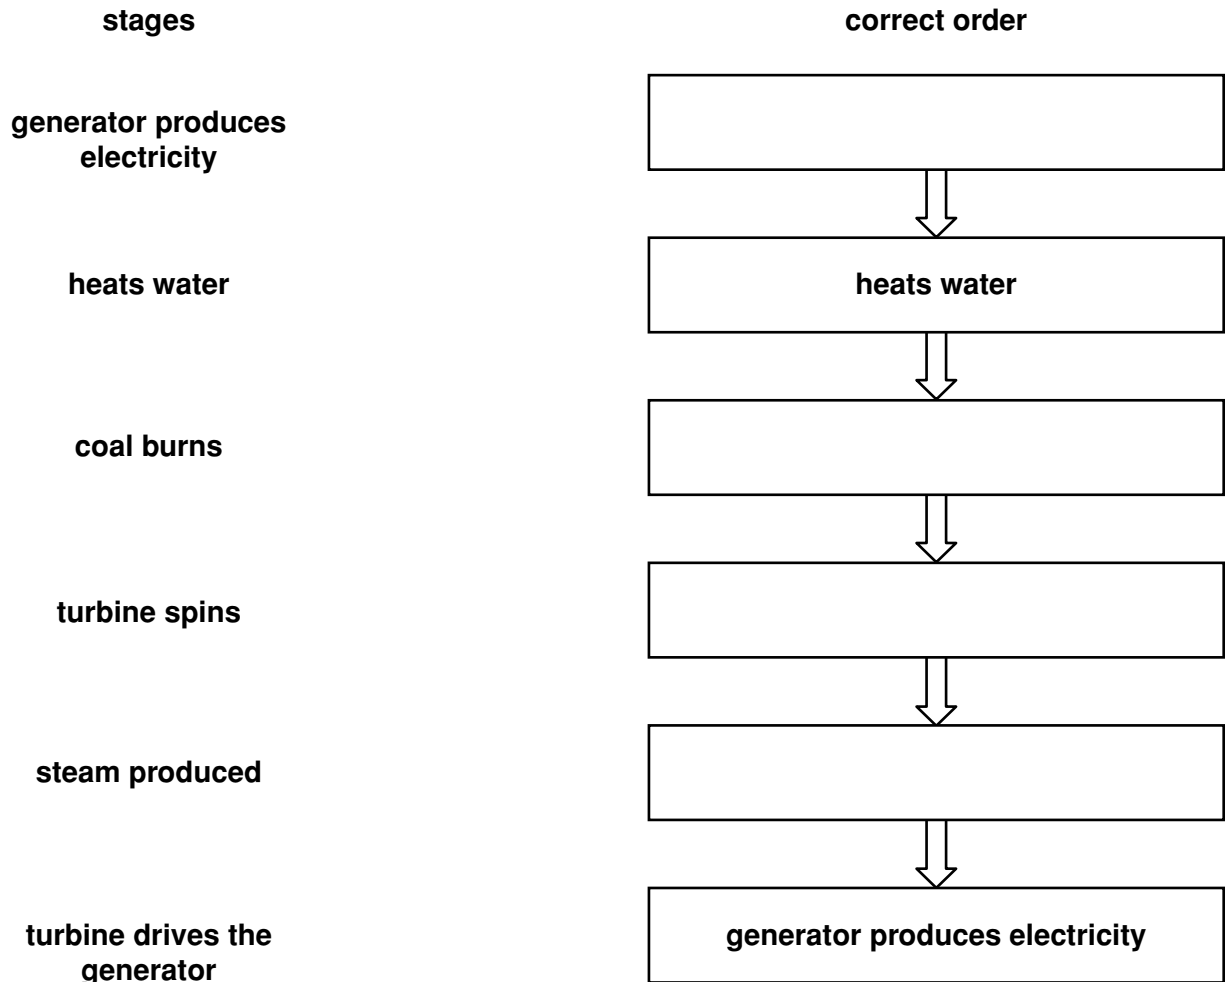 stages
correct order
generator produces
electricity
heats water
heats water
coal burns
turbine spins
steam produced
turbine drives the
generator
generator produces electricity